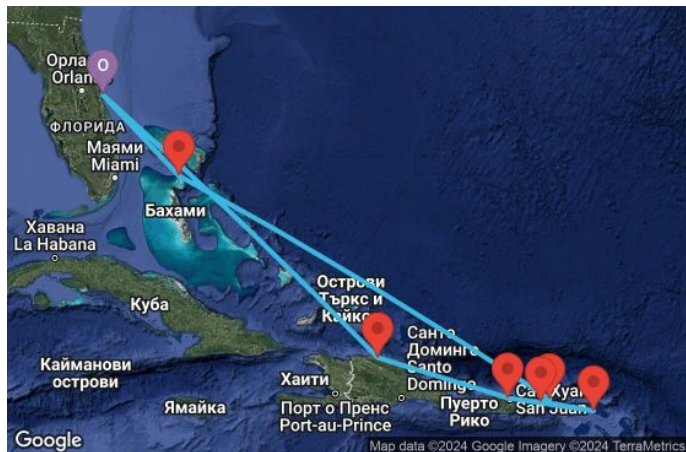 Орла
Orlan
O
ФЛОРИДА
Маями
Miami
Бахами
Хавана
La Habana
Куба
Острови
Търкс и
Кайко
Кайманови
острови
Ямайка
Хаити
Порт о Пренс
Port-au-Prince
Санто
Доминго
Santo
Domingo
Пуерто
Рико
Сан Хуан
San Juan
Google
Map data ©2024 Google Imagery ©2024 TerraMetrics